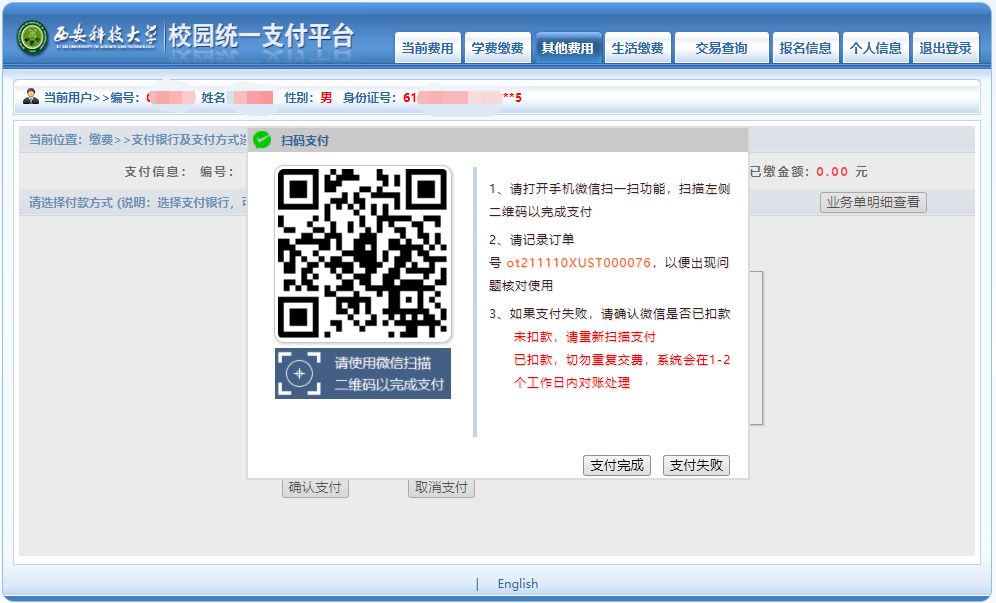 西安科技大学
XI'AN UNIVERSITY OF SCIENCE AND TECHNOLOGY
校园统一支付平台
当前费用 学费缴费 其他费用 生活缴费 交易查询 报名信息 个人信息 退出登录
当前用户>>编号： 姓名 性别：男 身份证号：61 **5
当前位置：缴费>>支付银行及支付方式
支付信息： 编号：
已缴金额：0.00 元
请选择付款方式 (说明：选择支付银行，
业务单明细查看
扫码支付
请使用微信扫描
二维码以完成支付
1、请打开手机微信扫一扫功能，扫描左侧
二维码以完成支付
2、请记录订单
号 ot211110XUST000076，以便出现问
题核对使用
3、如果支付失败，请确认微信是否已扣款
未扣款，请重新扫描支付
已扣款，切勿重复交费，系统会在1-2
个工作日内对账处理
支付完成 支付失败
确认支付 取消支付
| English